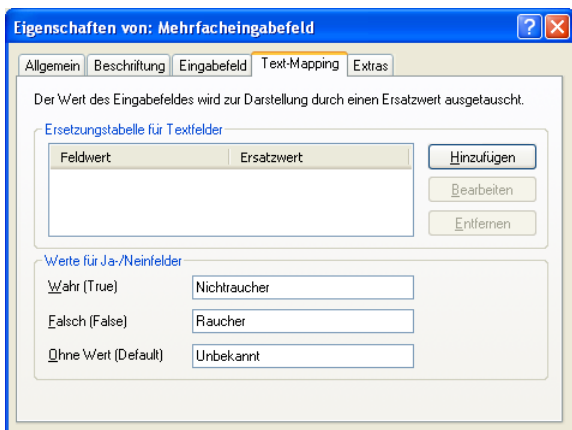 Eigenschaften von: Mehrfacheingabefeld
Allgemein Beschriftung Eingabefeld Text-Mapping Extras
Der Wert des Eingabefeldes wird zur Darstellung durch einen Ersatzwert ausgetauscht.
Ersetzungstabelle für Textfelder
Feldwert Ersatzwert Hinzufügen
Bearbeiten
Entfernen
Werte für Ja-/Neinfelder
Wahr (True) Nichtraucher
Falsch (False) Raucher
Ohne Wert (Default) Unbekannt